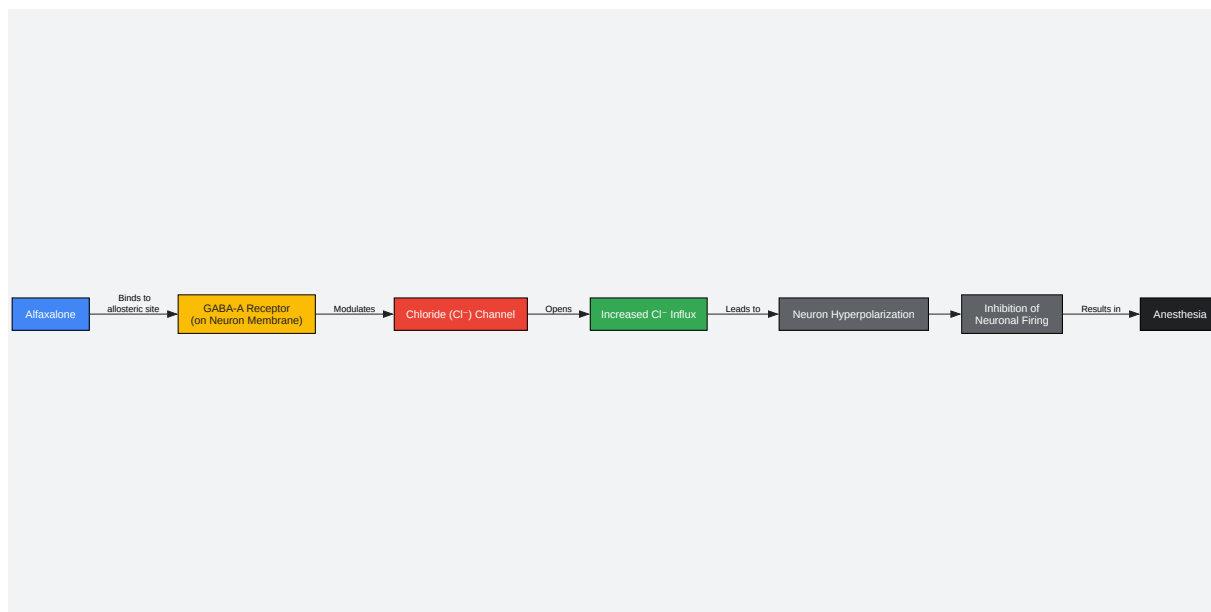 Alfaxalone
Binds to
allosteric site
GABA-A Receptor
(on Neuron Membrane)
Modulates
Chloride (Cl⁻) Channel
Opens
Increased Cl⁻ Influx
Leads to
Neuron Hyperpolarization
Inhibition of
Neuronal Firing
Results in
Anesthesia